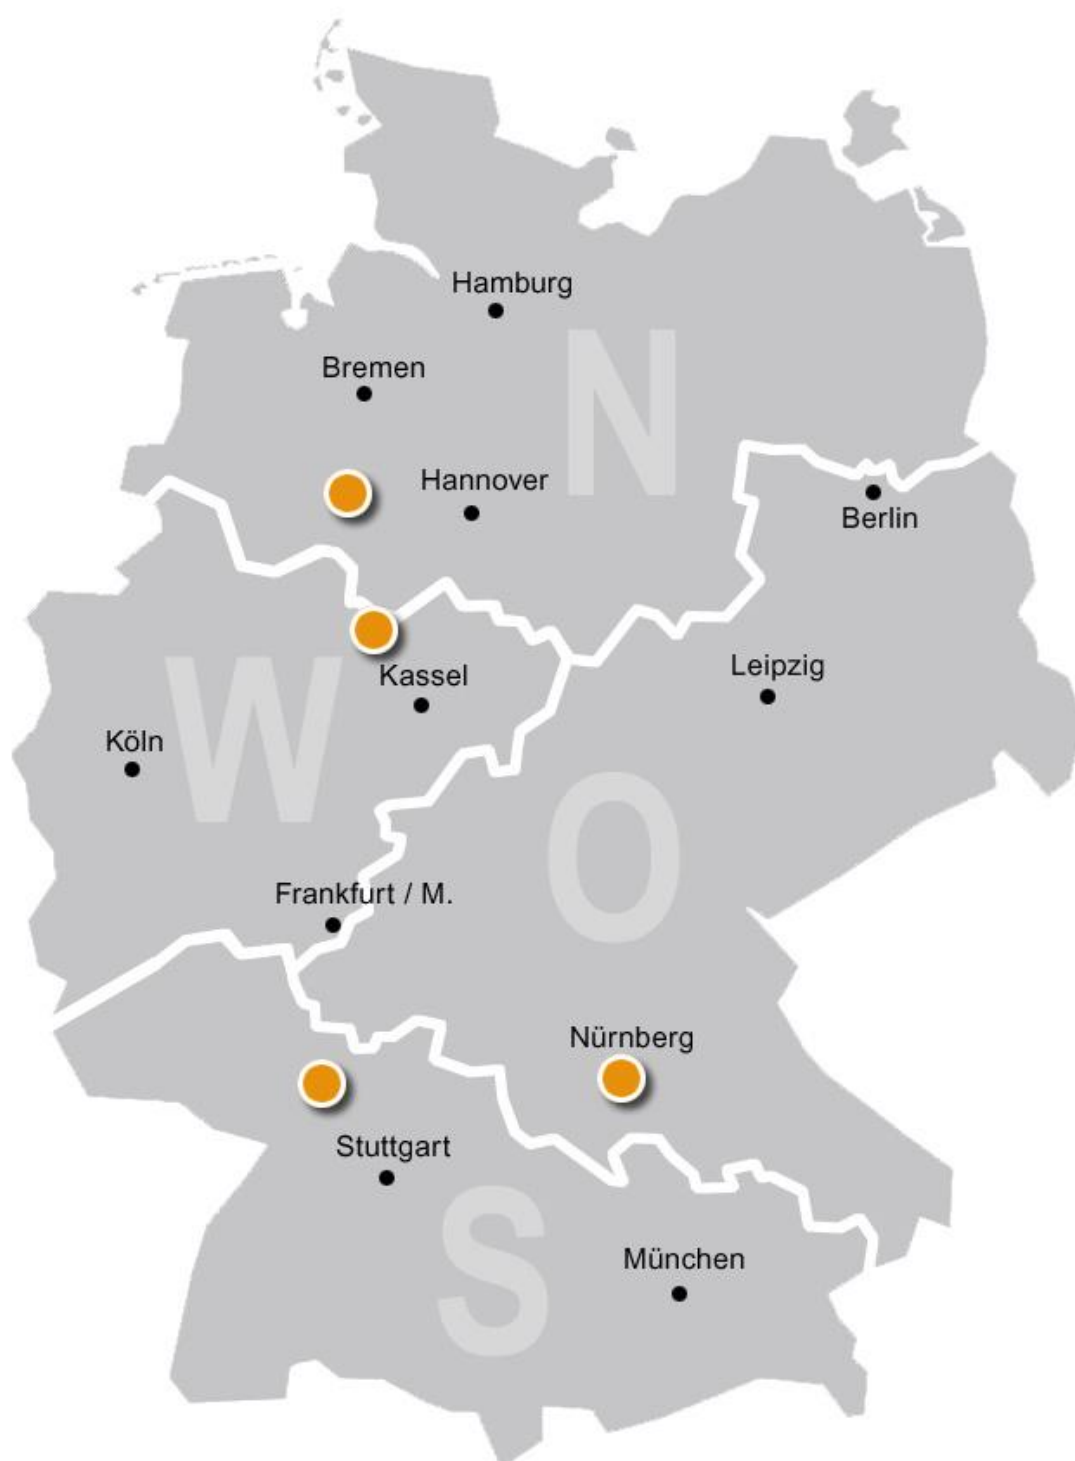 Hamburg
N
Bremen
Hannover
Berlin
W
Kassel
Leipzig
Köln
O
Frankfurt / M.
Nürnberg
Stuttgart
S
München